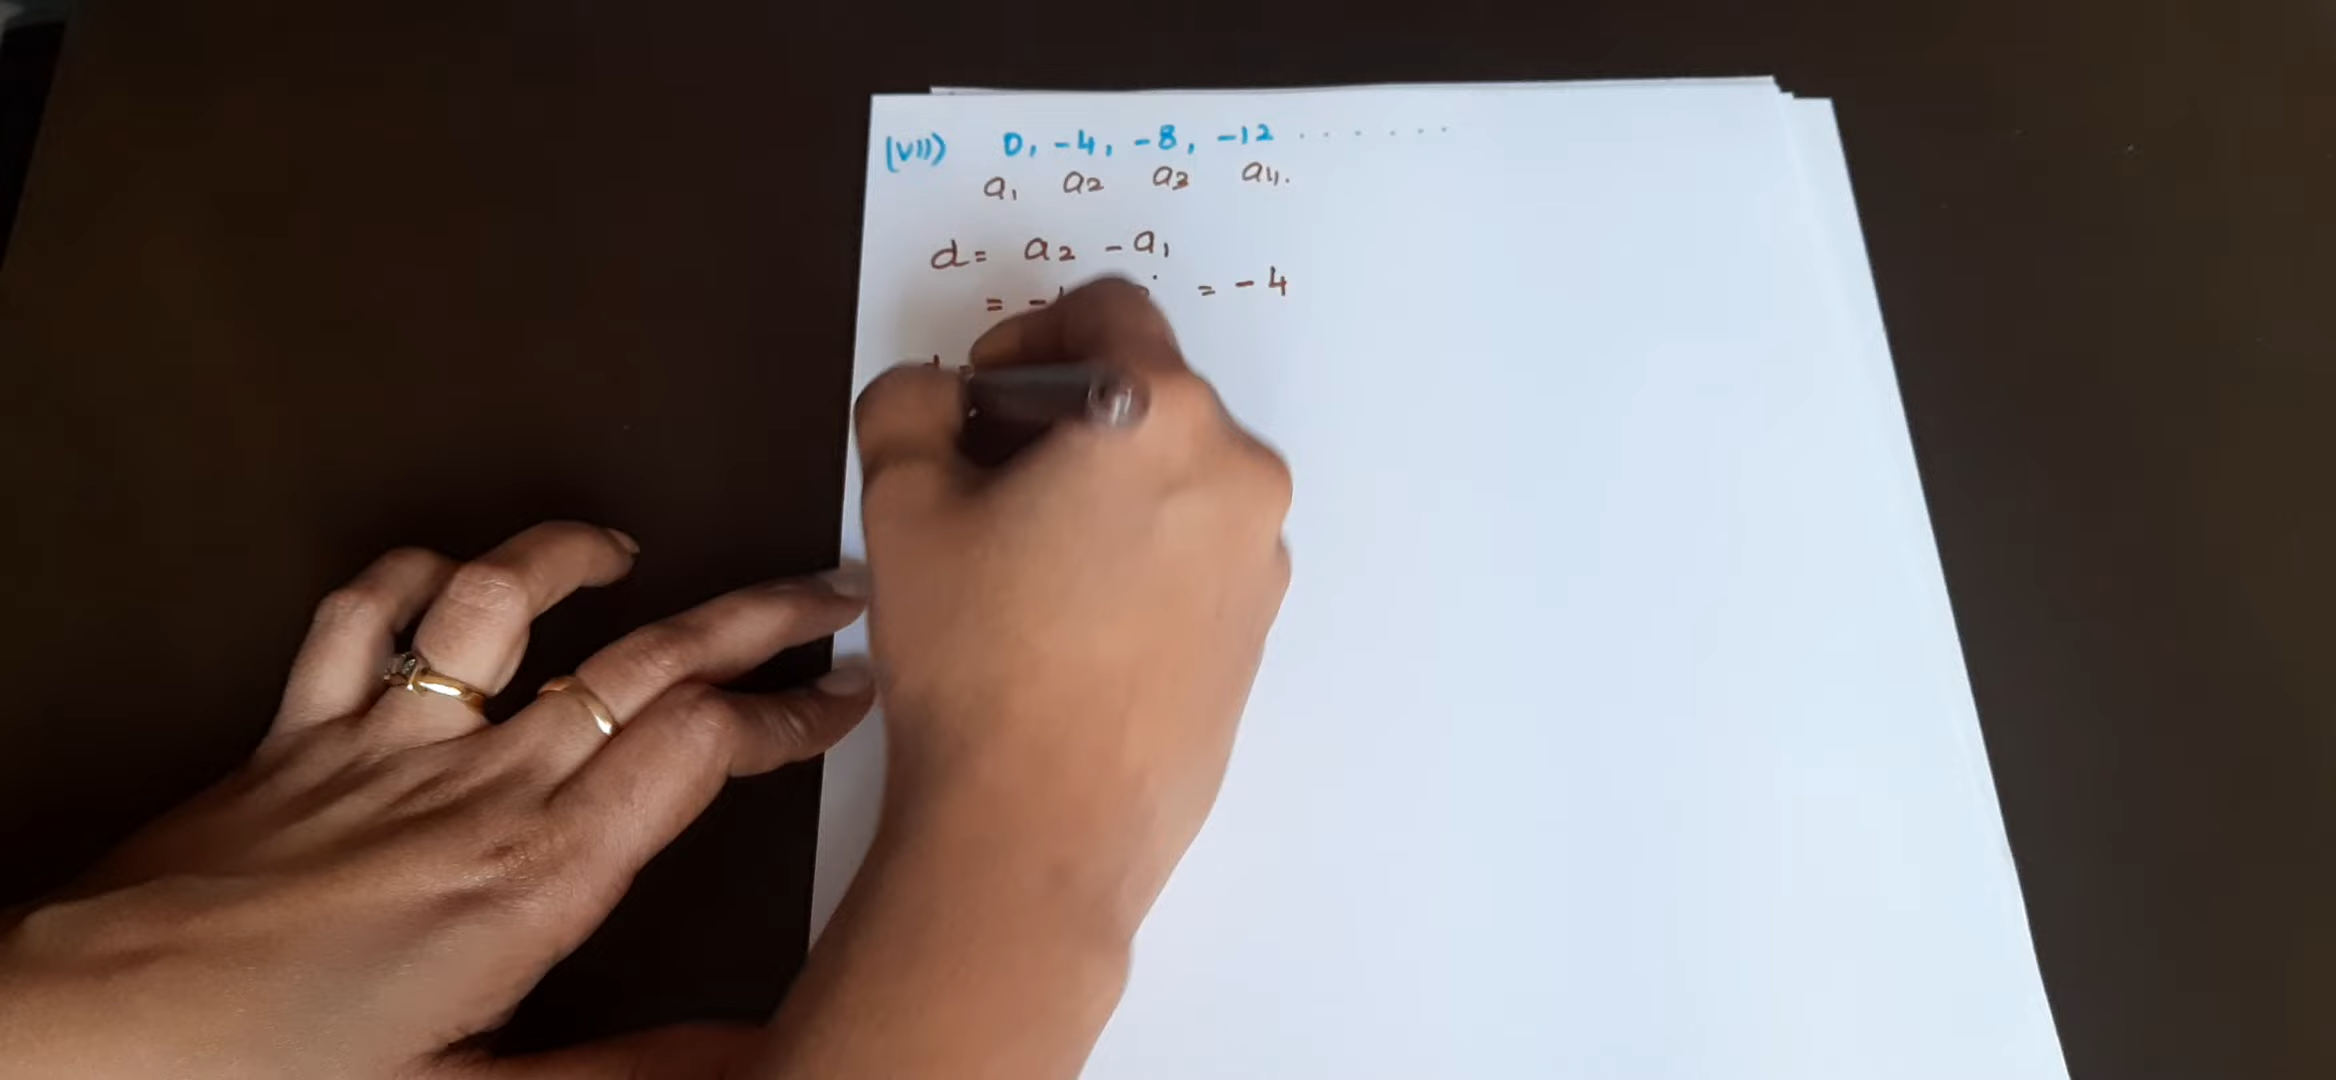 (VII) 0, -4, -8, -12 . . . . . .
a₁ a₂ a₃ a₄.
d = a₂ - a₁
= - = - 4